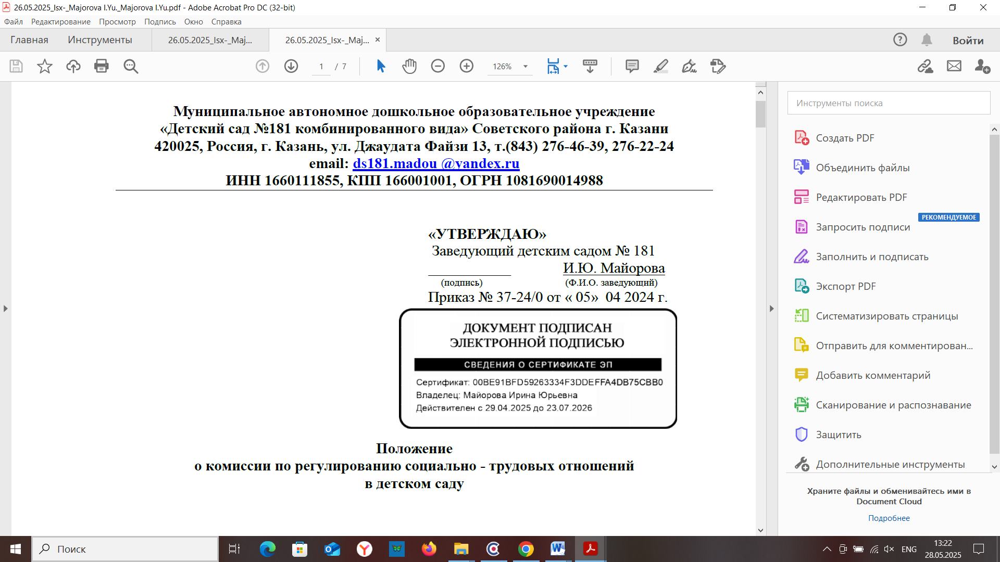 26.05.2025_Isx-_Majorova I.Yu._Majorova I.Yu.pdf - Adobe Acrobat Pro DC (32-bit)
Файл Редактирование Просмотр Подпись Окно Справка
Главная Инструменты 26.05.2025_Isx-_Maj... 26.05.2025_Isx-_Maj... Войти
1 / 7 126%
Муниципальное автономное дошкольное образовательное учреждение
«Детский сад №181 комбинированного вида» Советского района г. Казани
420025, Россия, г. Казань, ул. Джаудата Файзи 13, т.(843) 276-46-39, 276-22-24
email: ds181.madou @yandex.ru
ИНН 1660111855, КПП 166001001, ОГРН 1081690014988
«УТВЕРЖДАЮ»
Заведующий детским садом № 181
И.Ю. Майорова
(подпись) (Ф.И.О. заведующий)
Приказ № 37-24/0 от « 05» 04 2024 г.
ДОКУМЕНТ ПОДПИСАН
ЭЛЕКТРОННОЙ ПОДПИСЬЮ
СВЕДЕНИЯ О СЕРТИФИКАТЕ ЭП
Сертификат: 00BE91BFD59263334F3DDEFFA4DB75CBB0
Владелец: Майорова Ирина Юрьевна
Действителен с 29.04.2025 до 23.07.2026
Положение
о комиссии по регулированию социально - трудовых отношений
в детском саду
Инструменты поиска
Создать PDF
Объединить файлы
Редактировать PDF
РЕКОМЕНДУЕМОЕ
Запросить подписи
Заполнить и подписать
Экспорт PDF
Систематизировать страницы
Отправить для комментирован...
Добавить комментарий
Сканирование и распознавание
Защитить
Дополнительные инструменты
Храните файлы и обменивайтесь ими в
Document Cloud
Подробнее
Поиск
ENG
13:22
28.05.2025